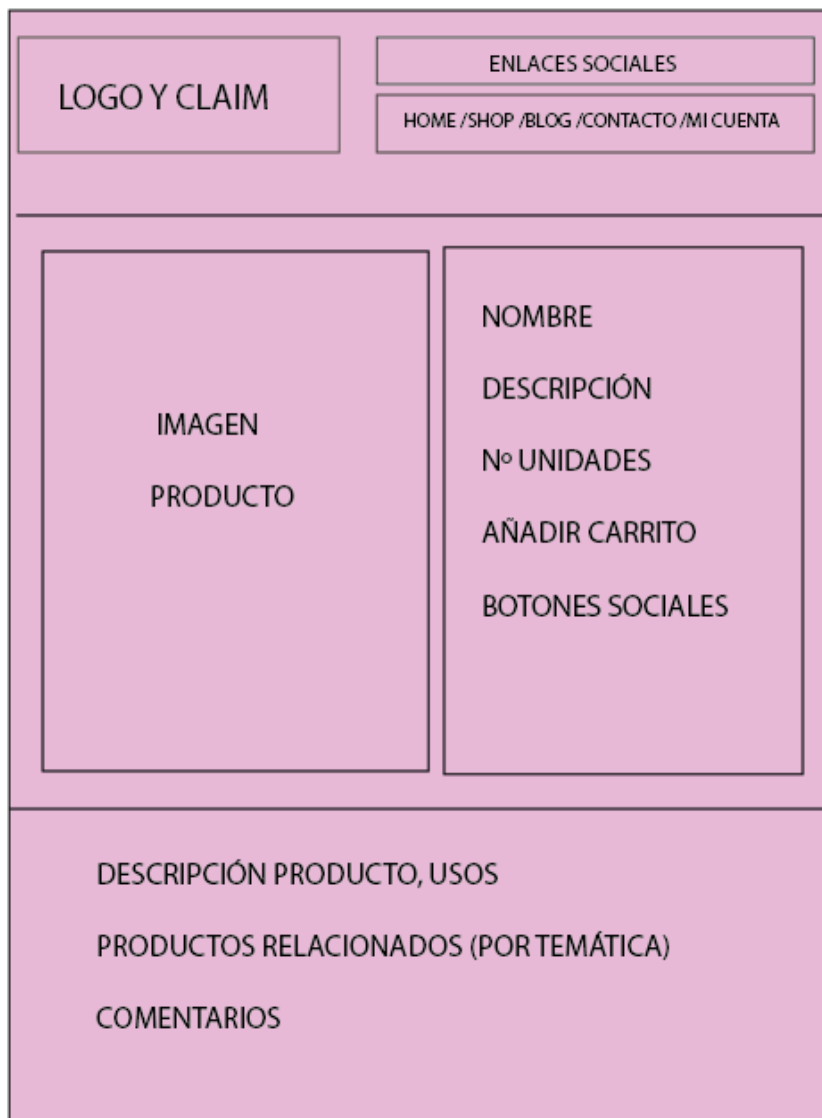 LOGO Y CLAIM
ENLACES SOCIALES
HOME /SHOP /BLOG /CONTACTO /MI CUENTA
IMAGEN
PRODUCTO
NOMBRE
DESCRIPCIÓN
Nº UNIDADES
AÑADIR CARRITO
BOTONES SOCIALES
DESCRIPCIÓN PRODUCTO, USOS
PRODUCTOS RELACIONADOS (POR TEMÁTICA)
COMENTARIOS